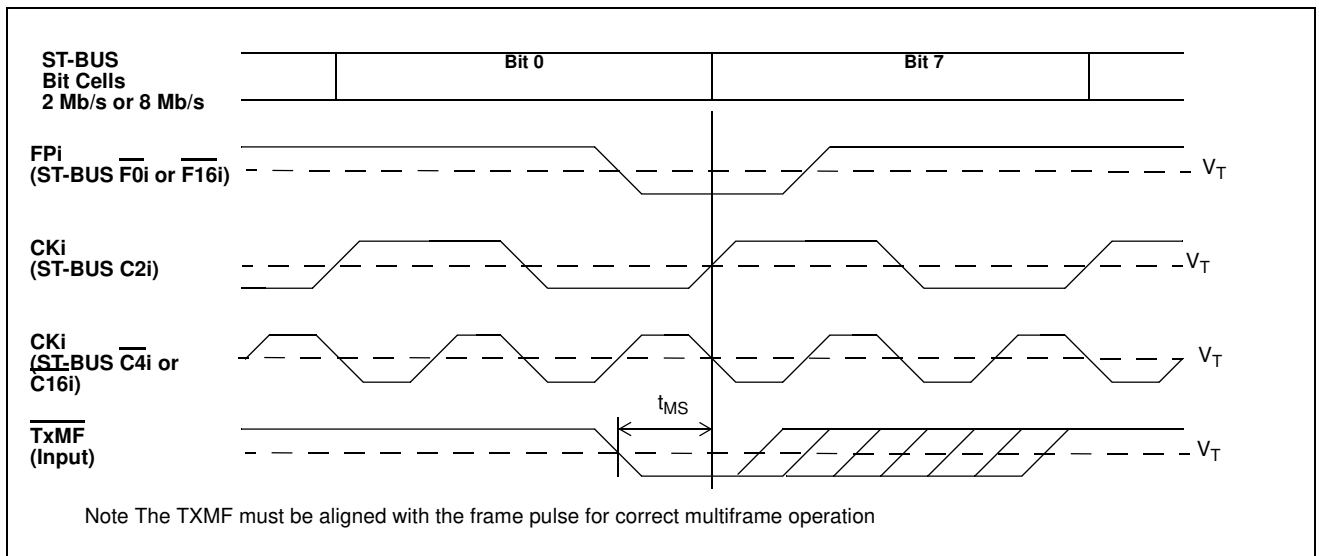 ST-BUS
Bit Cells
2 Mb/s or 8 Mb/s
Bit 0
Bit 7
FPi
(ST-BUS F0i or F16i)
VT
CKi
(ST-BUS C2i)
VT
CKi
(ST-BUS C4i or
C16i)
VT
tMS
TxMF
(Input)
VT
Note The TXMF must be aligned with the frame pulse for correct multiframe operation